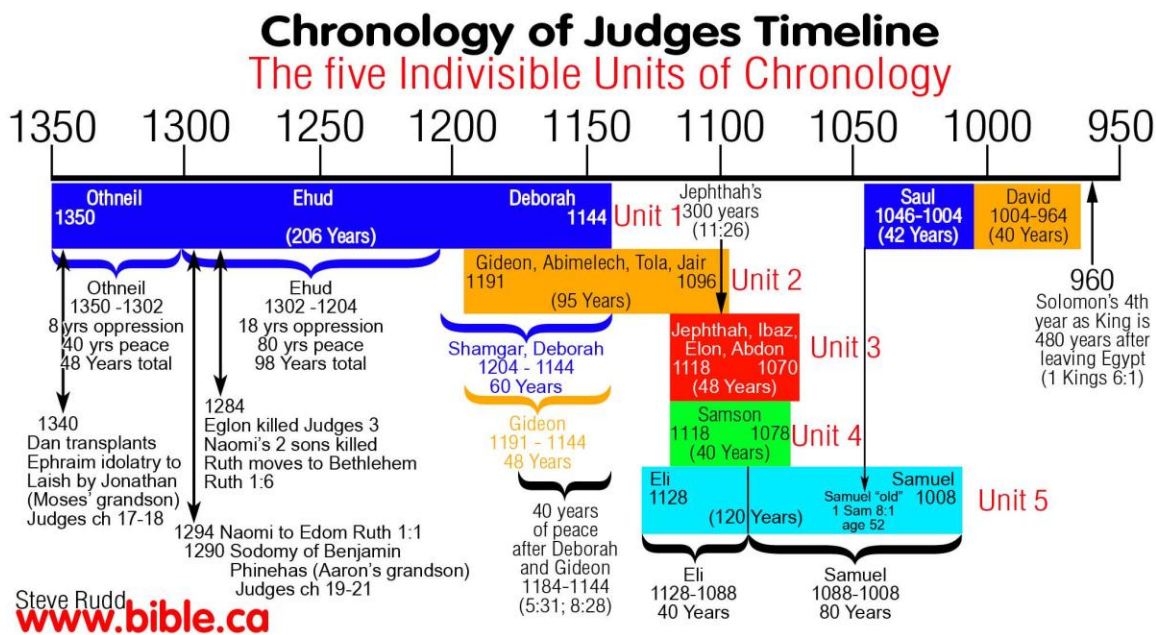 Chronology of Judges Timeline
The five Indivisible Units of Chronology
1350 1300 1250 1200 1150 1100 1050 1000 950
Othneil
1350
Ehud
(206 Years)
Deborah
1144
Unit 1
Jephthah's
300 years
(11:26)
Saul
1046-1004
(42 Years)
David
1004-964
(40 Years)
960
Solomon's 4th
year as King is
480 years after
leaving Egypt
(1 Kings 6:1)
Gideon, Abimelech, Tola, Jair
1191 1096
(95 Years)
Unit 2
Othneil
1350 -1302
8 yrs oppression
40 yrs peace
48 Years total
Ehud
1302 -1204
18 yrs oppression
80 yrs peace
98 Years total
Shamgar, Deborah
1204 - 1144
60 Years
Gideon
1191 - 1144
48 Years
40 years
of peace
after Deborah
and Gideon
1184-1144
(5:31; 8:28)
Jephthah, Ibaz,
Elon, Abdon
1118 1070
(48 Years)
Unit 3
Samson
1118 1078
(40 Years)
Unit 4
Eli
1128
(120 Years)
Samuel "old"
1 Sam 8:1
age 52
Samuel
1008
Unit 5
Eli
1128-1088
40 Years
Samuel
1088-1008
80 Years
1340
Dan transplants
Ephraim idolatry to
Laish by Jonathan
(Moses' grandson)
Judges ch 17-18
1284
Eglon killed Judges 3
Naomi's 2 sons killed
Ruth moves to Bethlehem
Ruth 1:6
1294 Naomi to Edom Ruth 1:1
1290 Sodomy of Benjamin
Phinehas (Aaron's grandson)
Judges ch 19-21
Steve Rudd
www.bible.ca